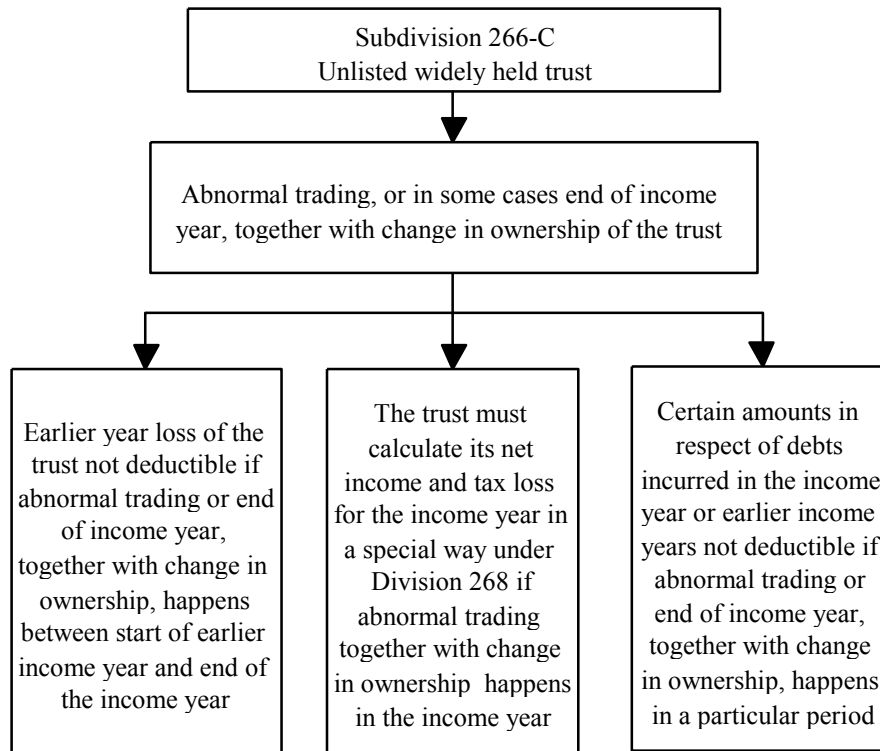 Subdivision 266-C
Unlisted widely held trust
Abnormal trading, or in some cases end of income
year, together with change in ownership of the trust
Earlier year loss of the
trust not deductible if
abnormal trading or end
of income year,
together with change in
ownership, happens
between start of earlier
income year and end of
the income year
The trust must
calculate its net
income and tax loss
for the income year in
a special way under
Division 268 if
abnormal trading
together with change
in ownership happens
in the income year
Certain amounts in
respect of debts
incurred in the income
year or earlier income
years not deductible if
abnormal trading or
end of income year,
together with change
in ownership, happens
in a particular period